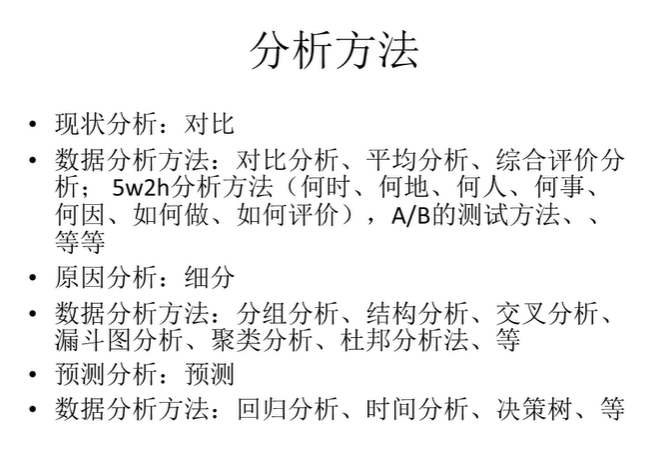 分析方法
• 现状分析：对比
• 数据分析方法：对比分析、平均分析、综合评价分
析； 5w2h分析方法（何时、何地、何人、何事、
何因、如何做、如何评价），A/B的测试方法、、
等等
• 原因分析：细分
• 数据分析方法：分组分析、结构分析、交叉分析、
漏斗图分析、聚类分析、杜邦分析法、等
• 预测分析：预测
• 数据分析方法：回归分析、时间分析、决策树、等